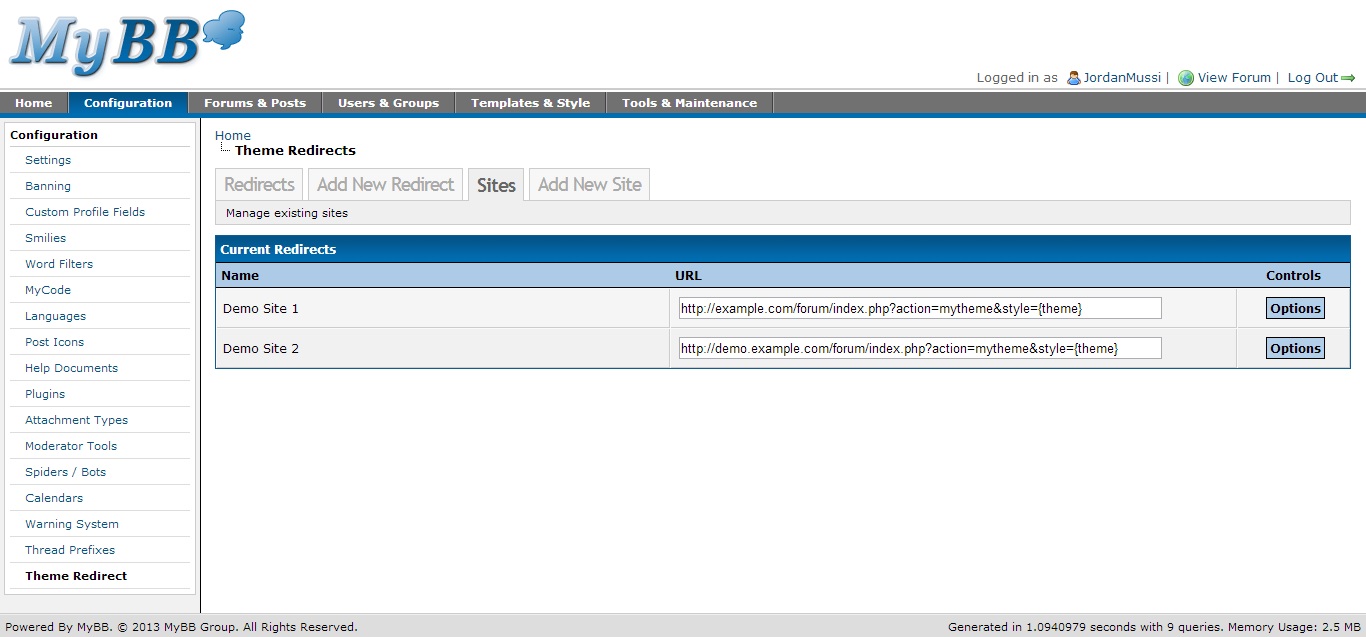 MyBB
Logged in as JordanMussi | View Forum | Log Out
Home Configuration Forums & Posts Users & Groups Templates & Style Tools & Maintenance
Configuration
Settings
Banning
Custom Profile Fields
Smilies
Word Filters
MyCode
Languages
Post Icons
Help Documents
Plugins
Attachment Types
Moderator Tools
Spiders / Bots
Calendars
Warning System
Thread Prefixes
Theme Redirect
Home
Theme Redirects
Redirects Add New Redirect Sites Add New Site
Manage existing sites
Current Redirects
Name URL Controls
Demo Site 1 http://example.com/forum/index.php?action=mytheme&style={theme} Options
Demo Site 2 http://demo.example.com/forum/index.php?action=mytheme&style={theme} Options
Powered By MyBB. © 2013 MyBB Group. All Rights Reserved. Generated in 1.0940979 seconds with 9 queries. Memory Usage: 2.5 MB